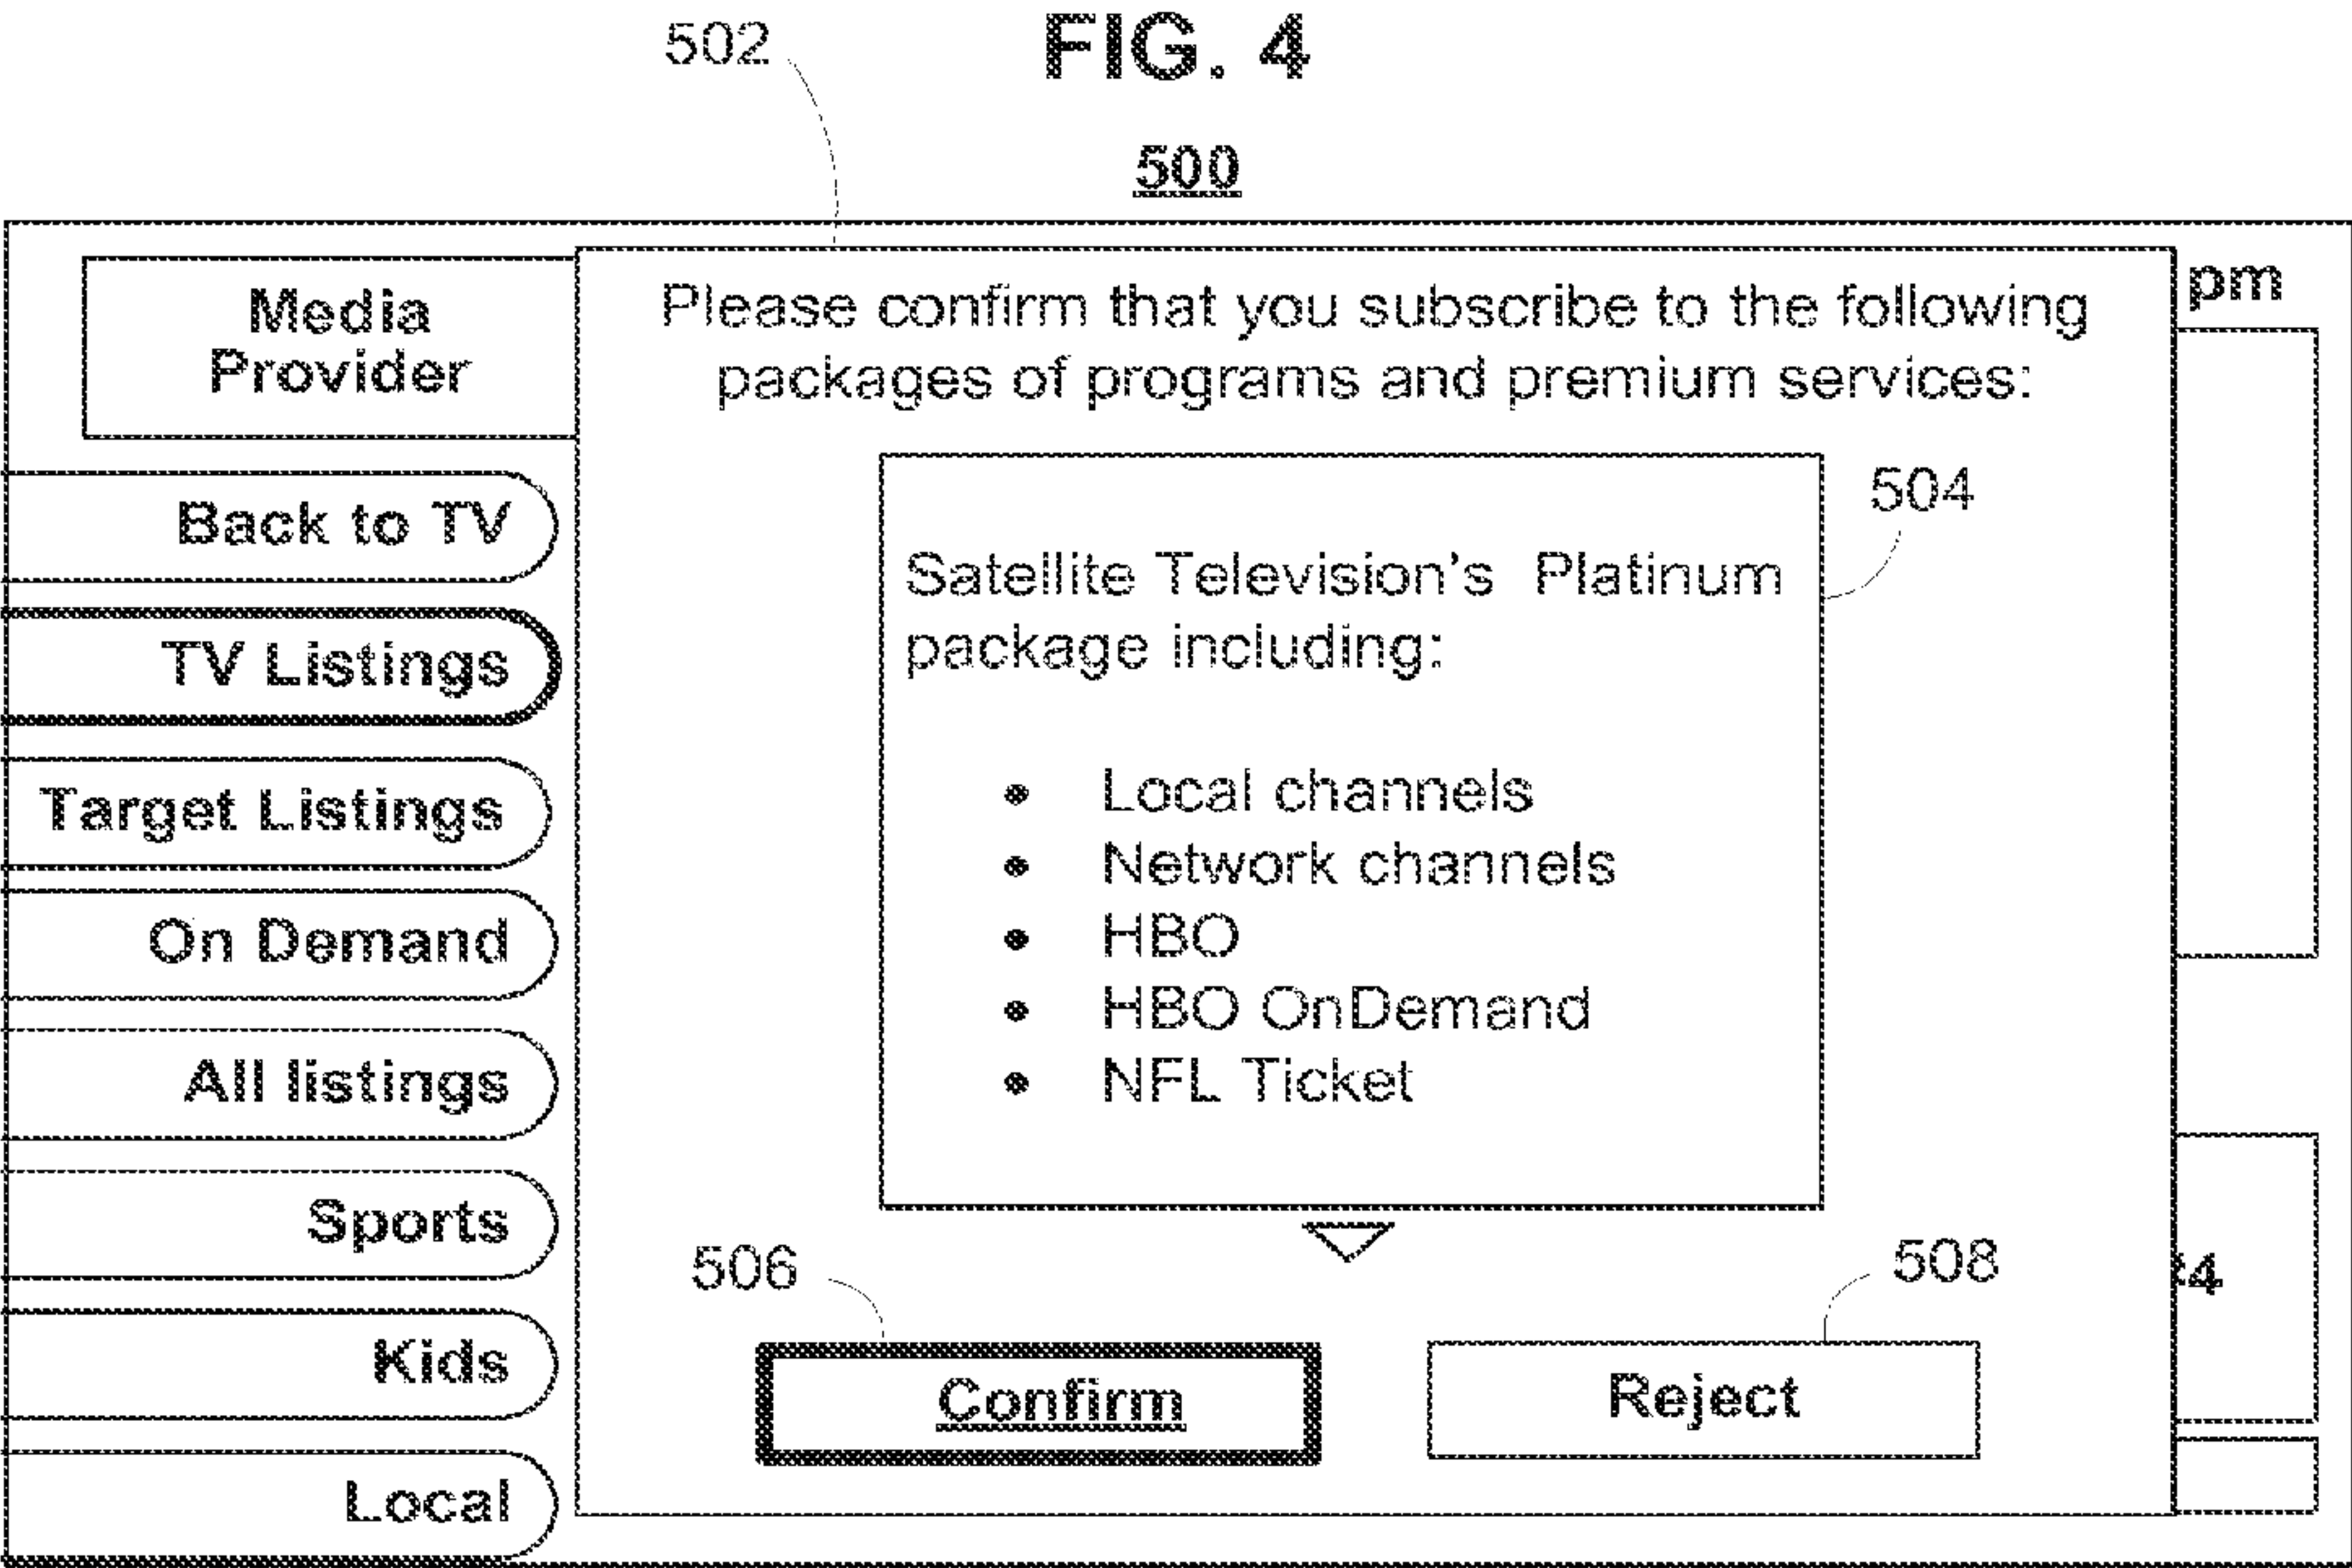 FIG. 4
502
500
Media
Provider
Back to TV
TV Listings
Target Listings
On Demand
All listings
Sports
Kids
Local
Please confirm that you subscribe to the following
packages of programs and premium services:
504
Satellite Television's Platinum
package including:
• Local channels
• Network channels
• HBO
• HBO OnDemand
• NFL Ticket
506
Confirm
508
Reject
pm
4